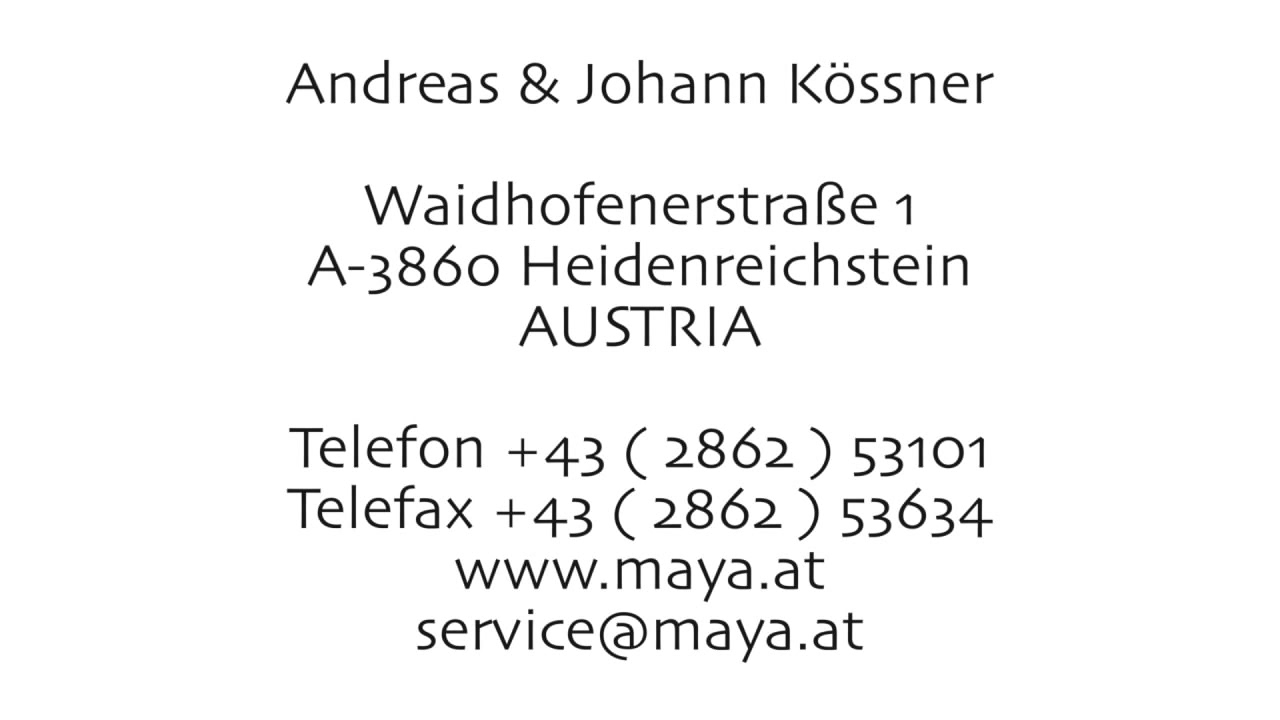 Andreas & Johann Kössner
Waidhofenerstraße 1
A-3860 Heidenreichstein
AUSTRIA
Telefon +43 ( 2862 ) 53101
Telefax +43 ( 2862 ) 53634
www.maya.at
service@maya.at